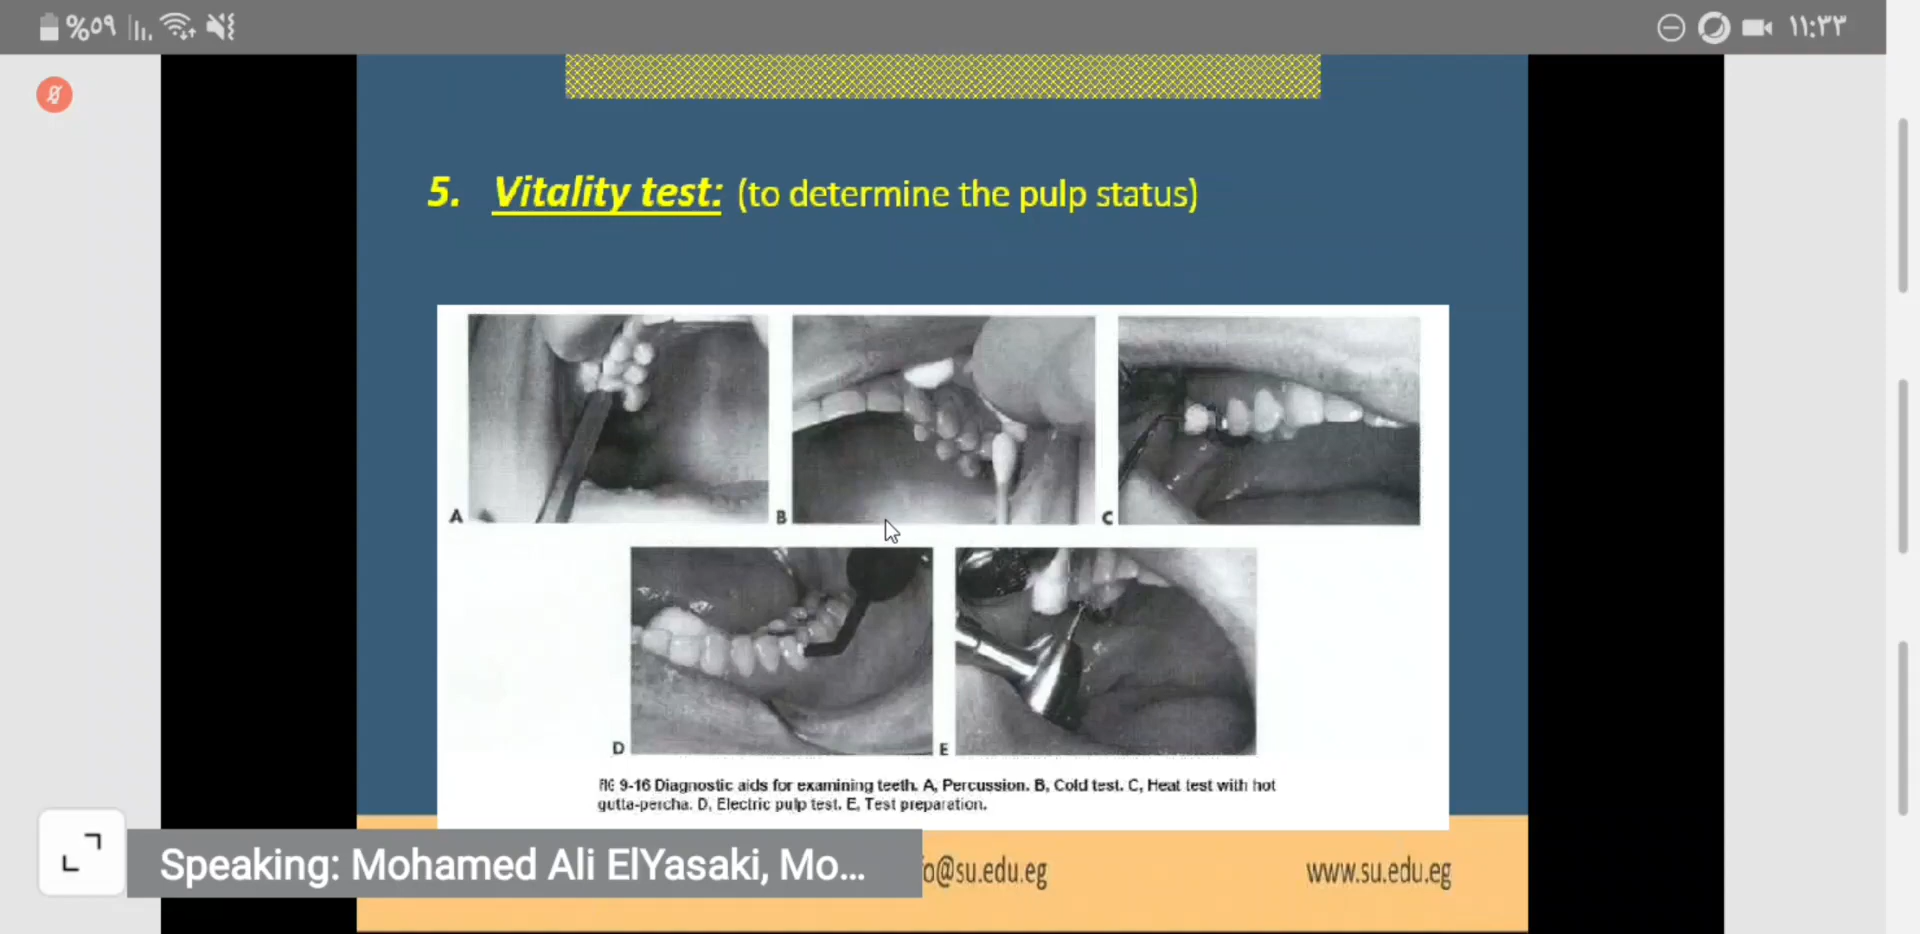 %٥٩
١١:٣٣
5. Vitality test: (to determine the pulp status)
A
B
C
D
E
FIG 9-16 Diagnostic aids for examining teeth. A, Percussion. B, Cold test. C, Heat test with hot
gutta-percha. D, Electric pulp test. E, Test preparation.
Speaking: Mohamed Ali ElYasaki, Mo...
fo@su.edu.eg
www.su.edu.eg